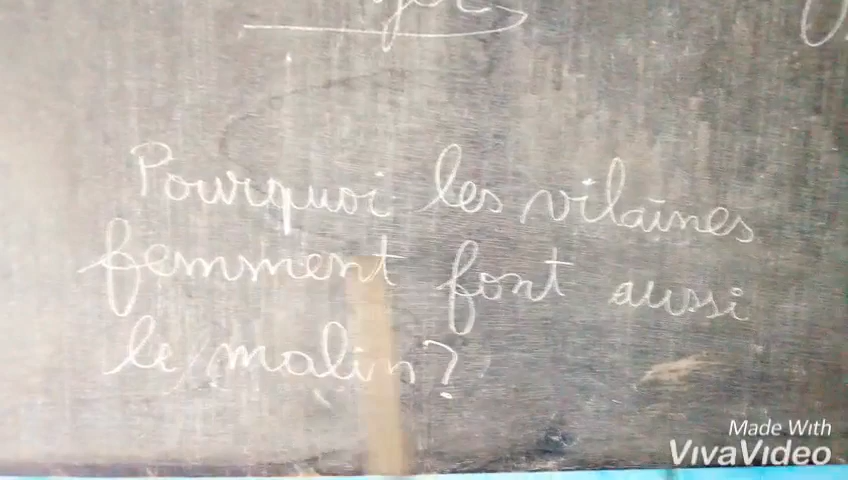 Pourquoi les vilaines
femment font aussi
le malin?
Made With
VivaVideo